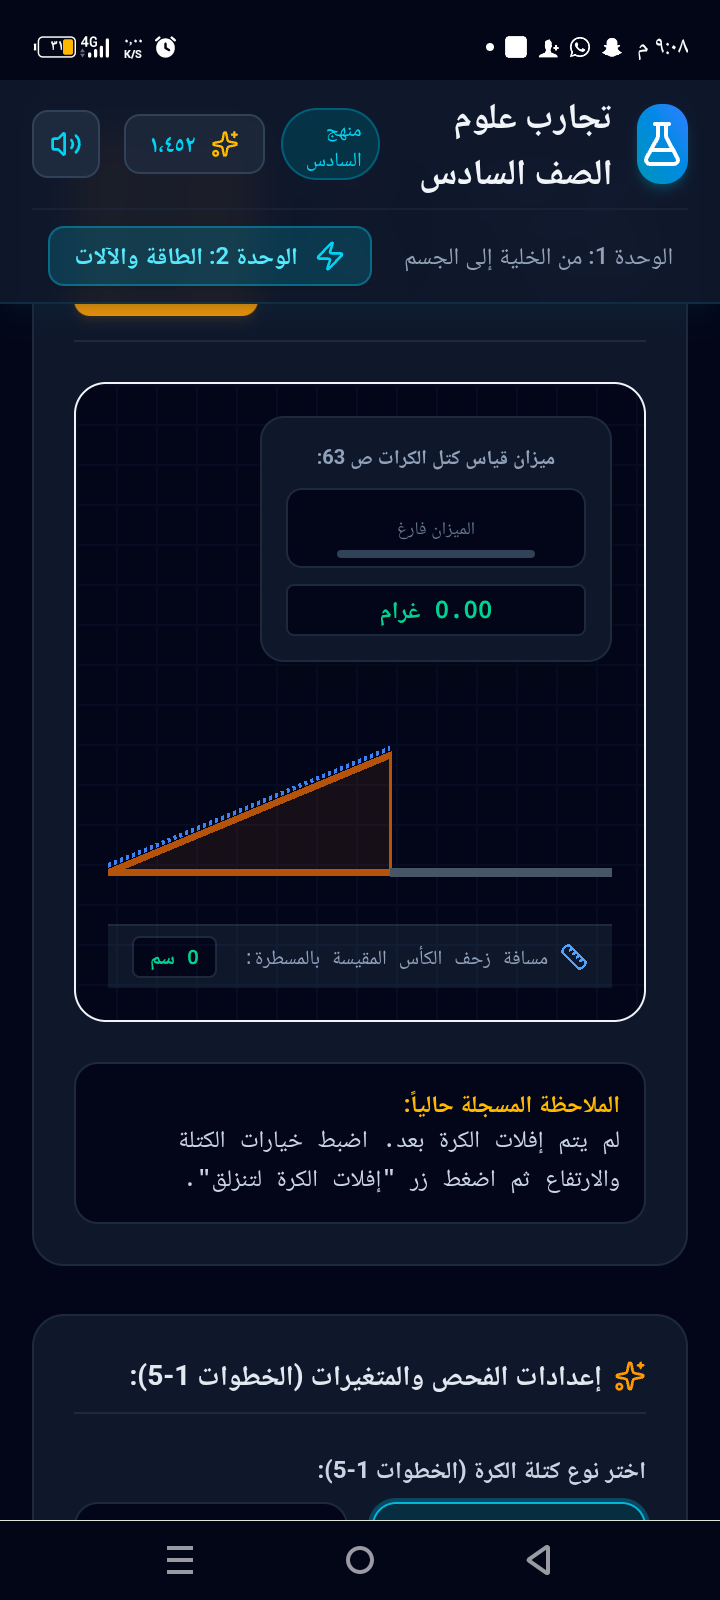 ٩:٠٨ م
4G
٣١
٠,٠٠
K/S
تجارب علوم
الصف السادس
منهج
السادس
١،٤٥٢
الوحدة 1: من الخلية إلى الجسم
الوحدة 2: الطاقة والآلات
ميزان قياس كتل الكرات ص 63:
الميزان فارغ
0.00 غرام
مسافة زحف الكأس المقيسة بالمسطرة:
0 سم
الملاحظة المسجلة حالياً:
لم يتم إفلات الكرة بعد. اضبط خيارات الكتلة
والارتفاع ثم اضغط زر "إفلات الكرة لتنزلق".
إعدادات الفحص والمتغيرات (الخطوات 1-5):
اختر نوع كتلة الكرة (الخطوات 1-5):